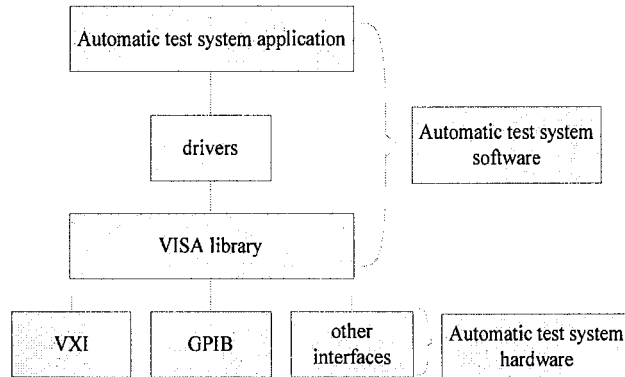 Automatic test system application
drivers
Automatic test system
software
VISA library
VXI
GPIB
other
interfaces
Automatic test system
hardware